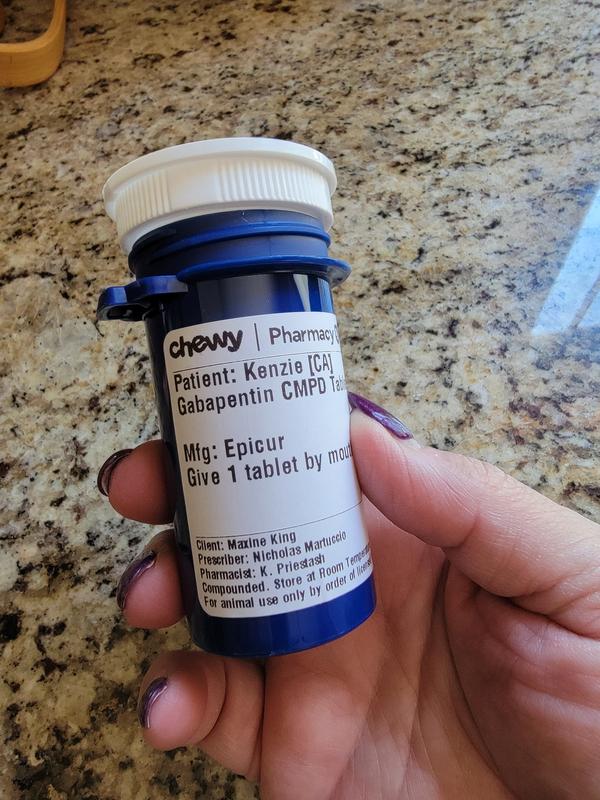 chewy | Pharmacy
Patient: Kenzie [CA]
Gabapentin CMPD
Mfg: Epicur
Give 1 tablet by
Client: Maxine King
Prescriber: Nicholas Martuccio
Pharmacist: K. Priestash
Compounded. Store at Room
For animal use only by order of